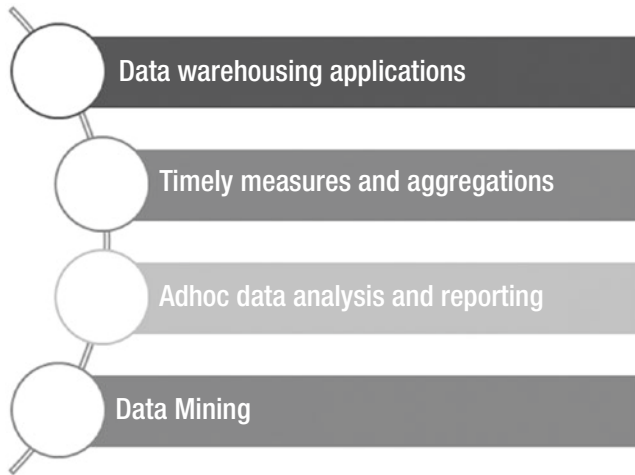 Data warehousing applications
Timely measures and aggregations
Adhoc data analysis and reporting
Data Mining